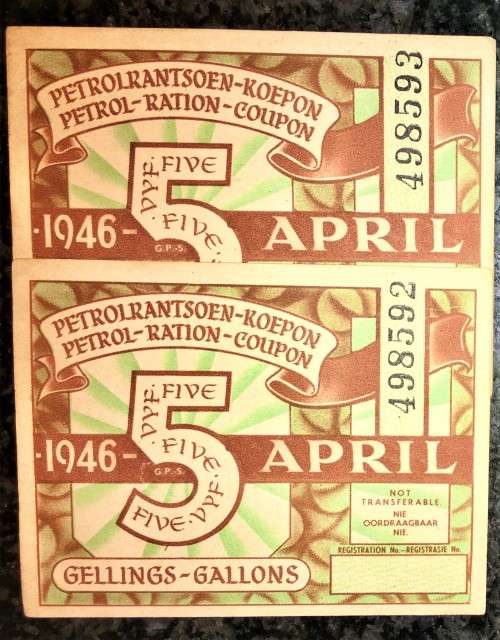 PETROLRANTSOEN-KOEPON
PETROL-RATION-COUPON
498593
VYF. FIVE
5
FIVE.
·1946-
G.P.-S.
APRIL
PETROLRANTSOEN-KOEPON
PETROL-RATION-COUPON
498592
VYF. FIVE
5
FIVE.
·1946-
G.P.-S.
APRIL
FIVE·VYF·
NOT
TRANSFERABLE.
NIE
OORDRAAGBAAR
NIE.
REGISTRATION No.-REGISTRASIE No.
GELLINGS-GALLONS